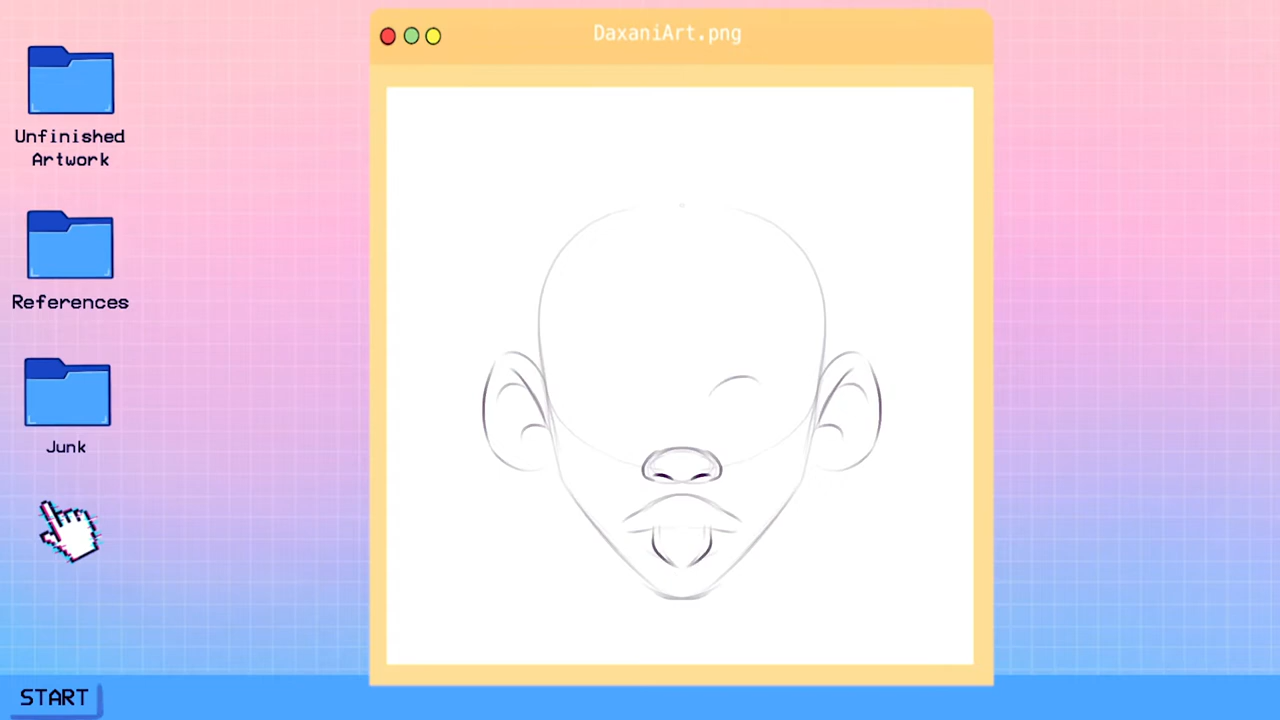 DaxaniArt.png
Unfinished
Artwork
References
Junk
START